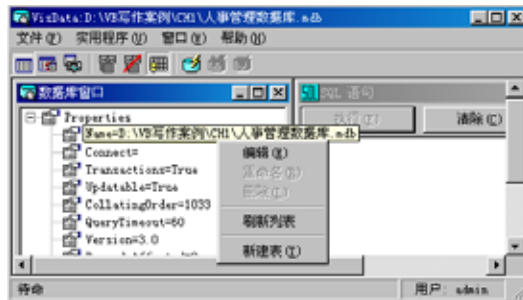 VisData:D:\VB写作案例\CH1\人事管理数据库.mdb
文件(F) 实用程序(U) 窗口(W) 帮助(H)
数据库窗口
SQL 语句
Properties
执行(E)
清除(C)
Name=D:\VB写作案例\CH1\人事管理数据库.mdb
Connect=
编辑(E)
Transactions=True
重命名(R)
Updatable=True
删除(D)
CollatingOrder=1033
QueryTimeout=60
刷新列表
Version=3.0
新建表(T)
待命
用户: admin